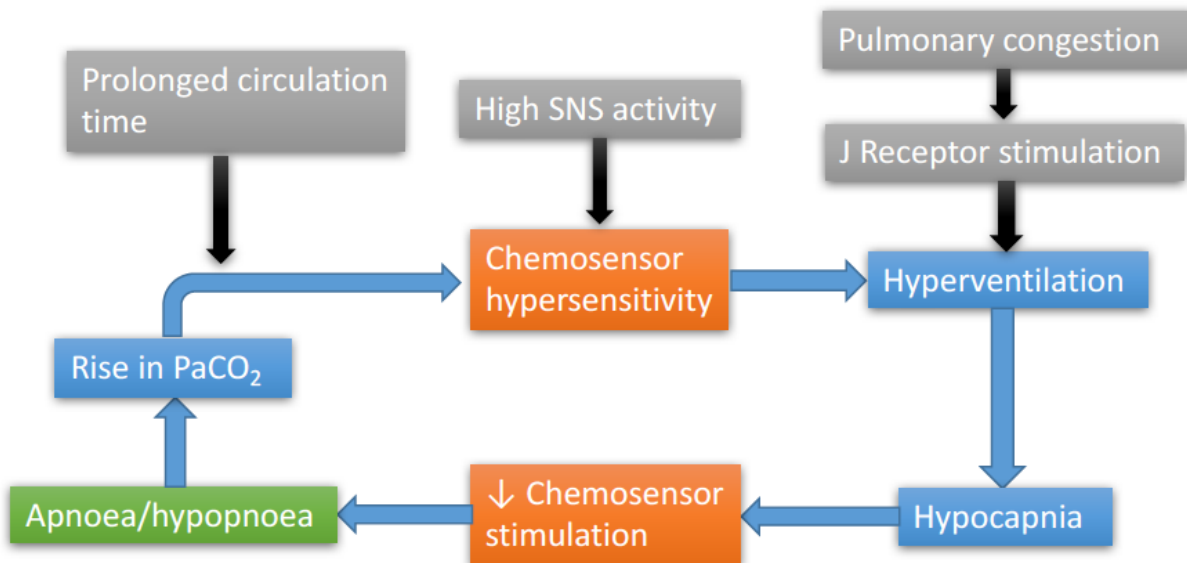 Pulmonary congestion
Prolonged circulation
time
High SNS activity
J Receptor stimulation
Chemosensor
hypersensitivity
Hyperventilation
Rise in PaCO₂
Apnoea/hypopnoea
↓ Chemosensor
stimulation
Hypocapnia